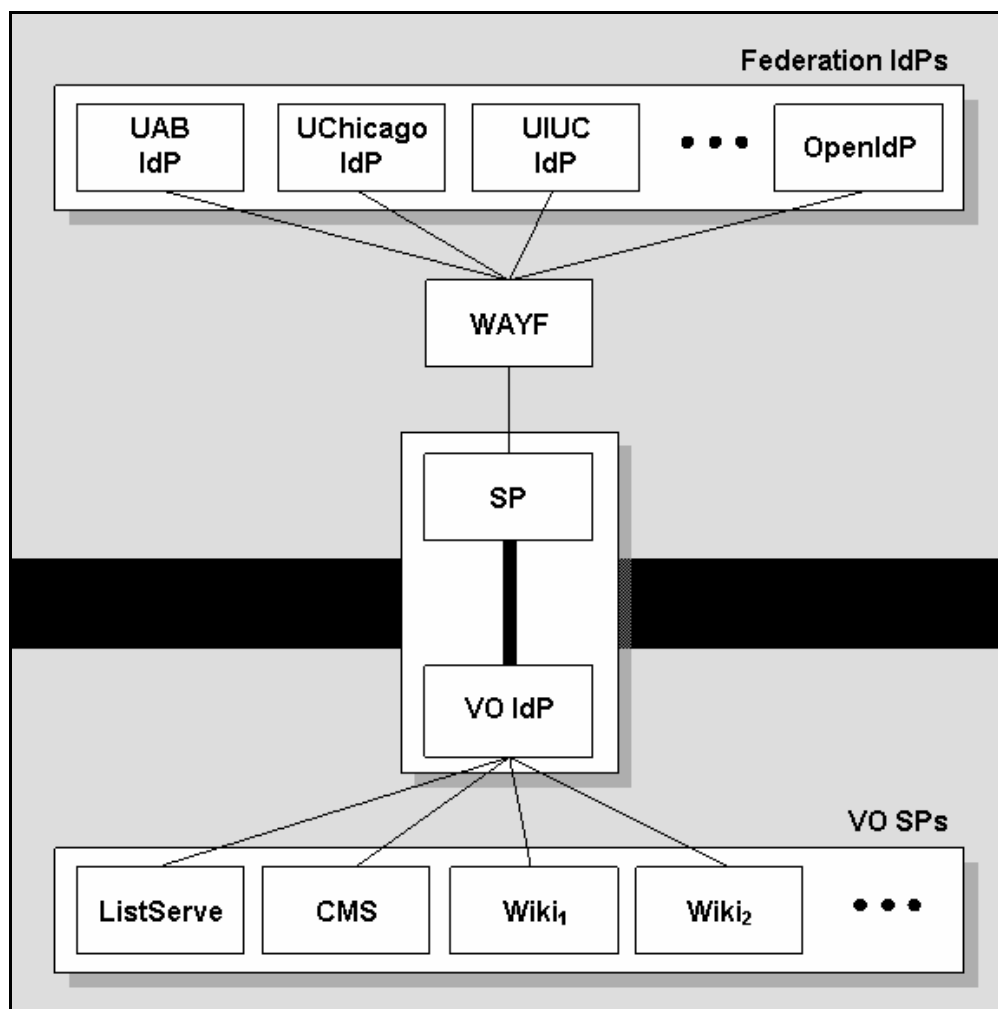 Federation IdPs
UAB
IdP
UChicago
IdP
UIUC
IdP
OpenIdP
WAYF
SP
VO IdP
VO SPs
ListServe
CMS
Wiki₁
Wiki₂